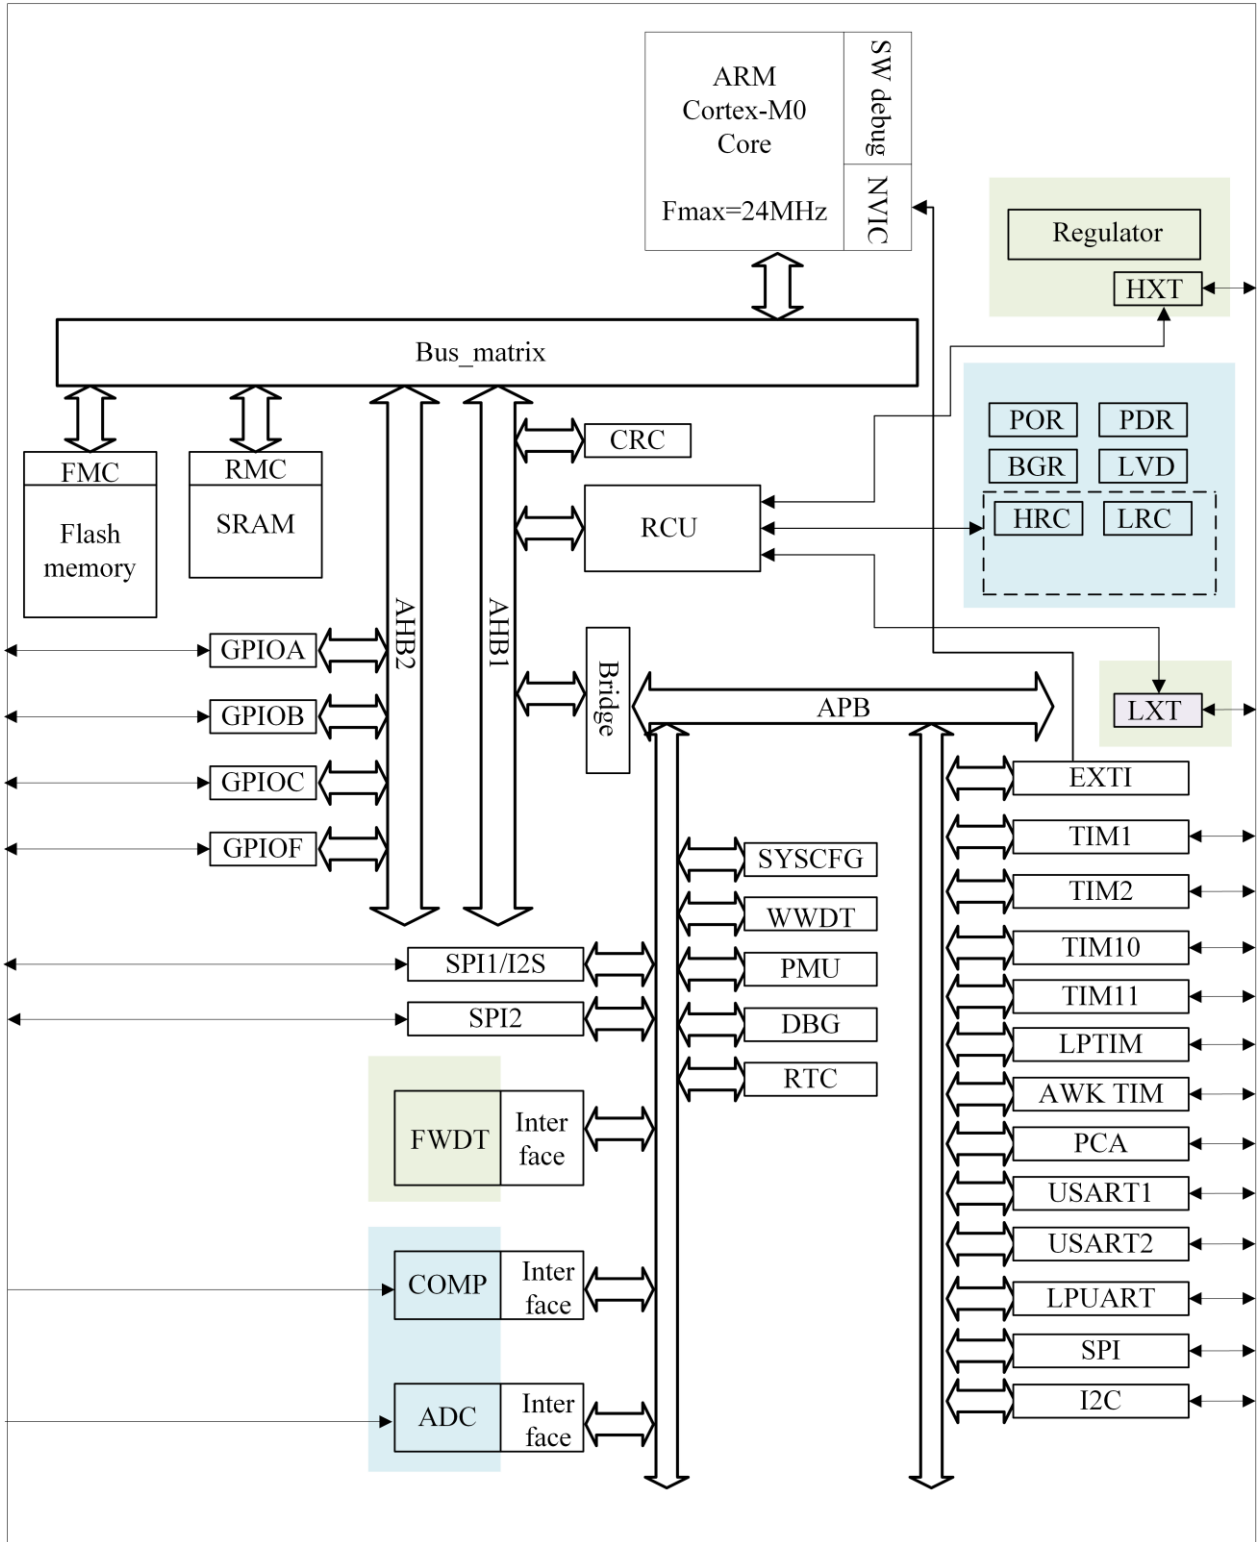 ARM
Cortex-M0
Core
Fmax=24MHz
SW debug
NVIC
Regulator
HXT
Bus_matrix
POR
PDR
BGR
LVD
HRC
LRC
CRC
FMC
Flash
memory
RMC
SRAM
RCU
AHB2
AHB1
GPIOA
GPIOB
GPIOC
GPIOF
Bridge
APB
LXT
EXTI
TIM1
TIM2
TIM10
TIM11
LPTIM
AWK TIM
PCA
USART1
USART2
LPUART
SPI
I2C
SYSCFG
WWDT
PMU
DBG
RTC
SPI1/I2S
SPI2
FWDT
Inter
face
COMP
Inter
face
ADC
Inter
face